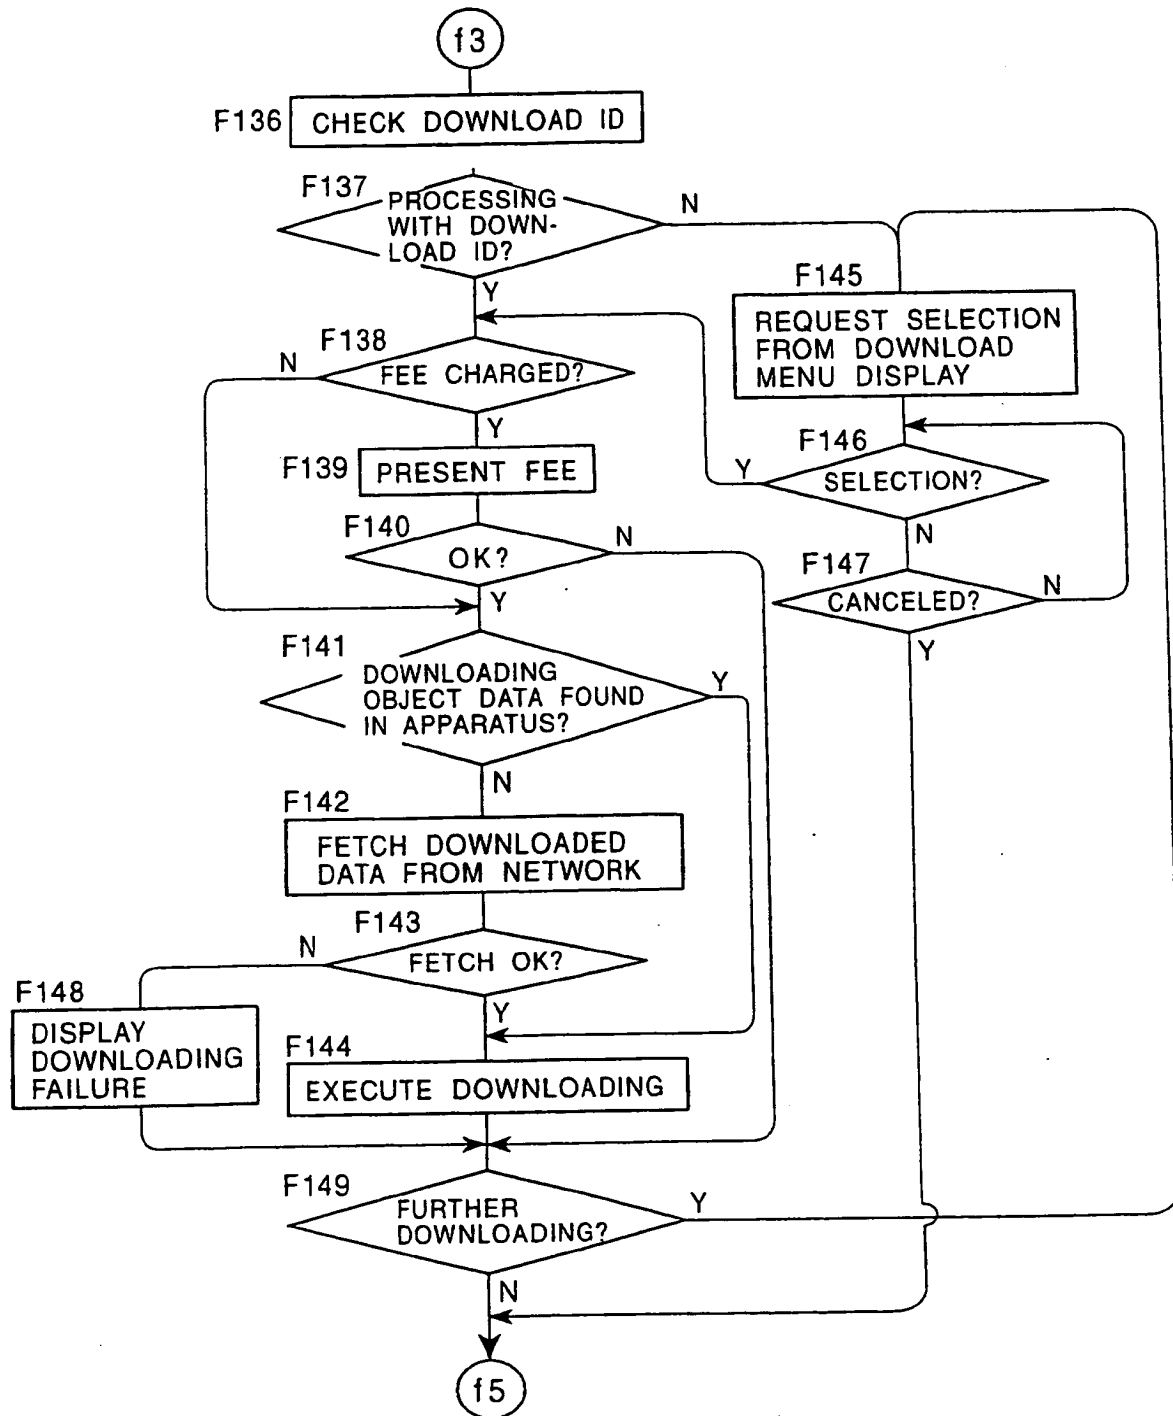 f3
F136
CHECK DOWNLOAD ID
F137
PROCESSING
WITH DOWN-
LOAD ID?
N
Y
F145
REQUEST SELECTION
FROM DOWNLOAD
MENU DISPLAY
F138
N
FEE CHARGED?
Y
F146
Y
SELECTION?
N
F139
PRESENT FEE
F140
N
OK?
Y
F147
N
CANCELED?
Y
F141
DOWNLOADING
OBJECT DATA FOUND
IN APPARATUS?
Y
N
F142
FETCH DOWNLOADED
DATA FROM NETWORK
F143
N
FETCH OK?
Y
F148
DISPLAY
DOWNLOADING
FAILURE
F144
EXECUTE DOWNLOADING
F149
FURTHER
DOWNLOADING?
Y
N
f5